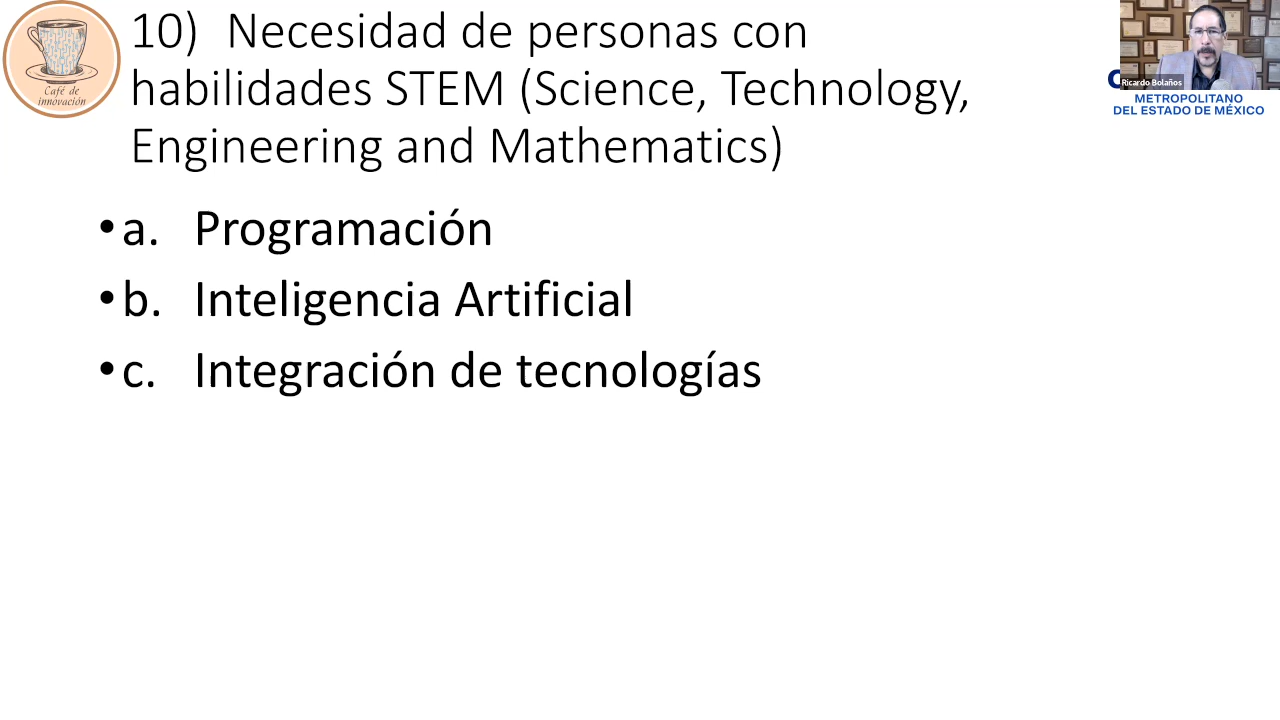 10) Necesidad de personas con
habilidades STEM (Science, Technology,
Engineering and Mathematics)
• a. Programación
• b. Inteligencia Artificial
• c. Integración de tecnologías
Café de
innovación
Ricardo Bolaños
METROPOLITANO
DEL ESTADO DE MÉXICO